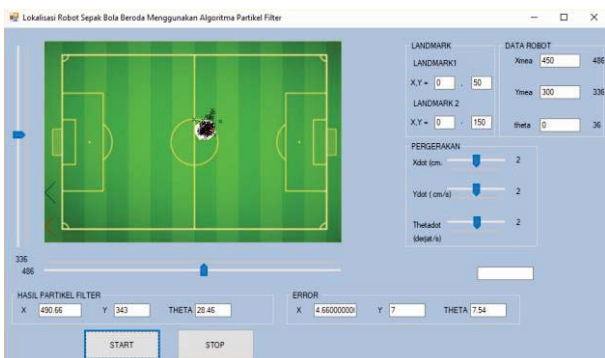 Lokalisasi Robot Sepak Bola Beroda Menggunakan Algoritma Partikel Filter
LANDMARK
LANDMARK1
X,Y = 0 . 50
LANDMARK 2
X,Y = 0 . 150
DATA ROBOT
Xmea 450 486
Ymea 300 336
theta 0 36
PERGERAKAN
Xdot (cm. 2
Ydot ( cm/s) 2
Thetadot 2
(derjat/s)
336
486
HASIL PARTIKEL FILTER
X 490.66 Y 343 THETA 28.46
ERROR
X 4.66000000 Y 7 THETA 7.54
START
STOP